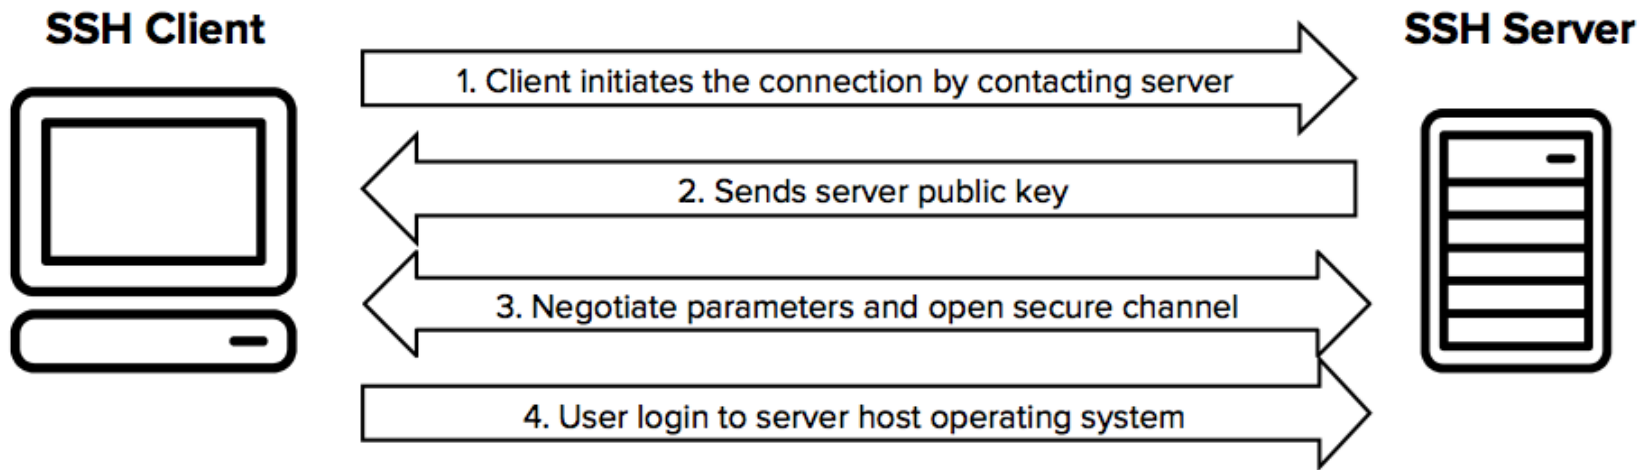 SSH Client
SSH Server
1. Client initiates the connection by contacting server
2. Sends server public key
3. Negotiate parameters and open secure channel
4. User login to server host operating system